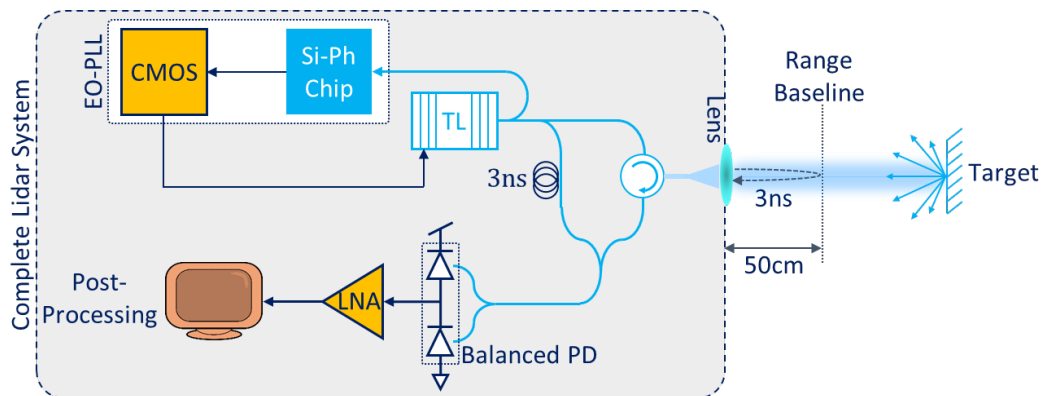 Complete Lidar System
EO-PLL
CMOS
Si-Ph
Chip
TL
3ns
Lens
Range
Baseline
3ns
50cm
Target
Post-
Processing
LNA
Balanced PD